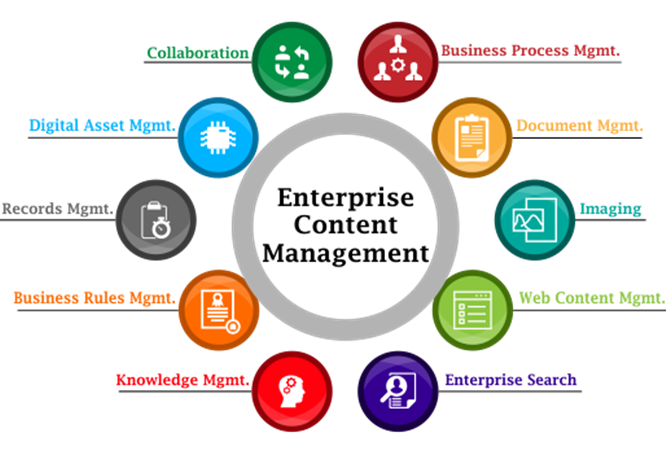 Collaboration
Business Process Mgmt.
Digital Asset Mgmt.
Document Mgmt.
Records Mgmt.
Enterprise
Content
Management
Imaging
Business Rules Mgmt.
Web Content Mgmt.
Knowledge Mgmt.
Enterprise Search